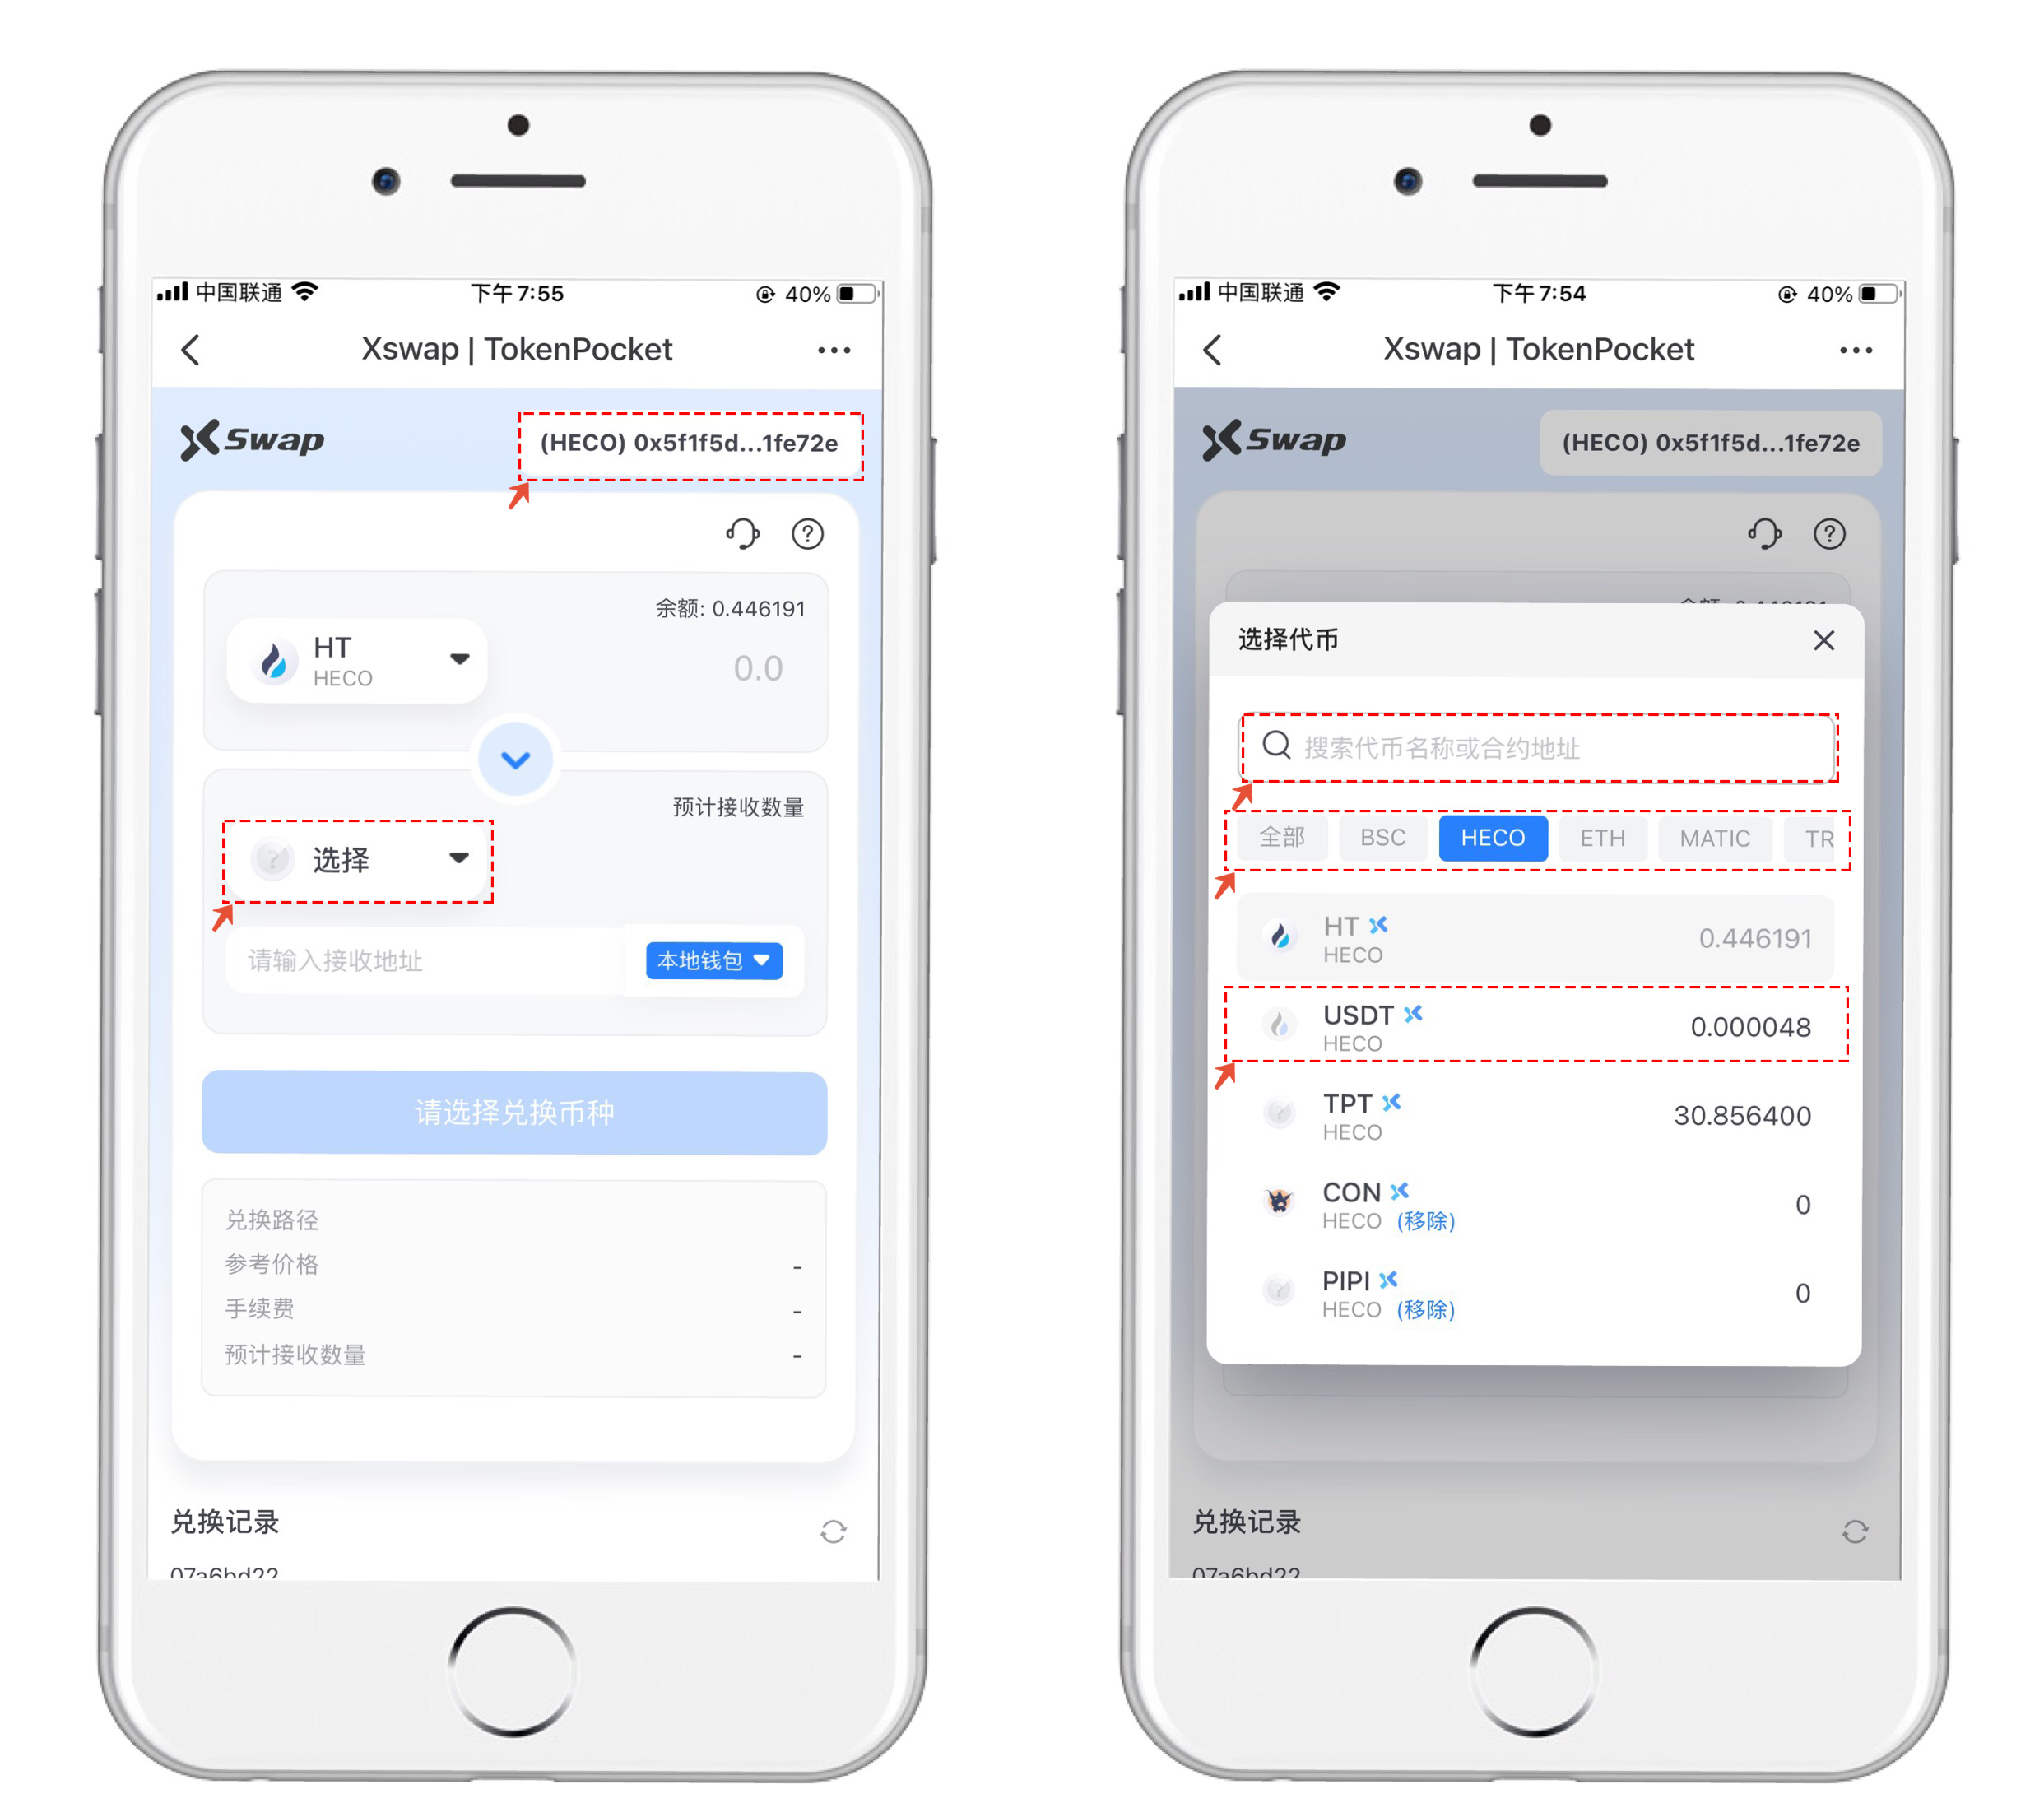 中国联通
下午7:55
40%
Xswap | TokenPocket
Swap
(HECO) 0x5f1f5d...1fe72e
余额: 0.446191
HT
HECO
0.0
预计接收数量
选择
请输入接收地址
本地钱包
请选择兑换币种
兑换路径
参考价格 -
手续费 -
预计接收数量 -
兑换记录
07a6bd22
中国联通
下午7:54
40%
Xswap | TokenPocket
Swap
(HECO) 0x5f1f5d...1fe72e
选择代币
搜索代币名称或合约地址
全部 BSC HECO ETH MATIC TR
HT
HECO
0.446191
USDT
HECO
0.000048
TPT
HECO
30.856400
CON
HECO (移除)
0
PIPI
HECO (移除)
0
兑换记录
07a6bd22